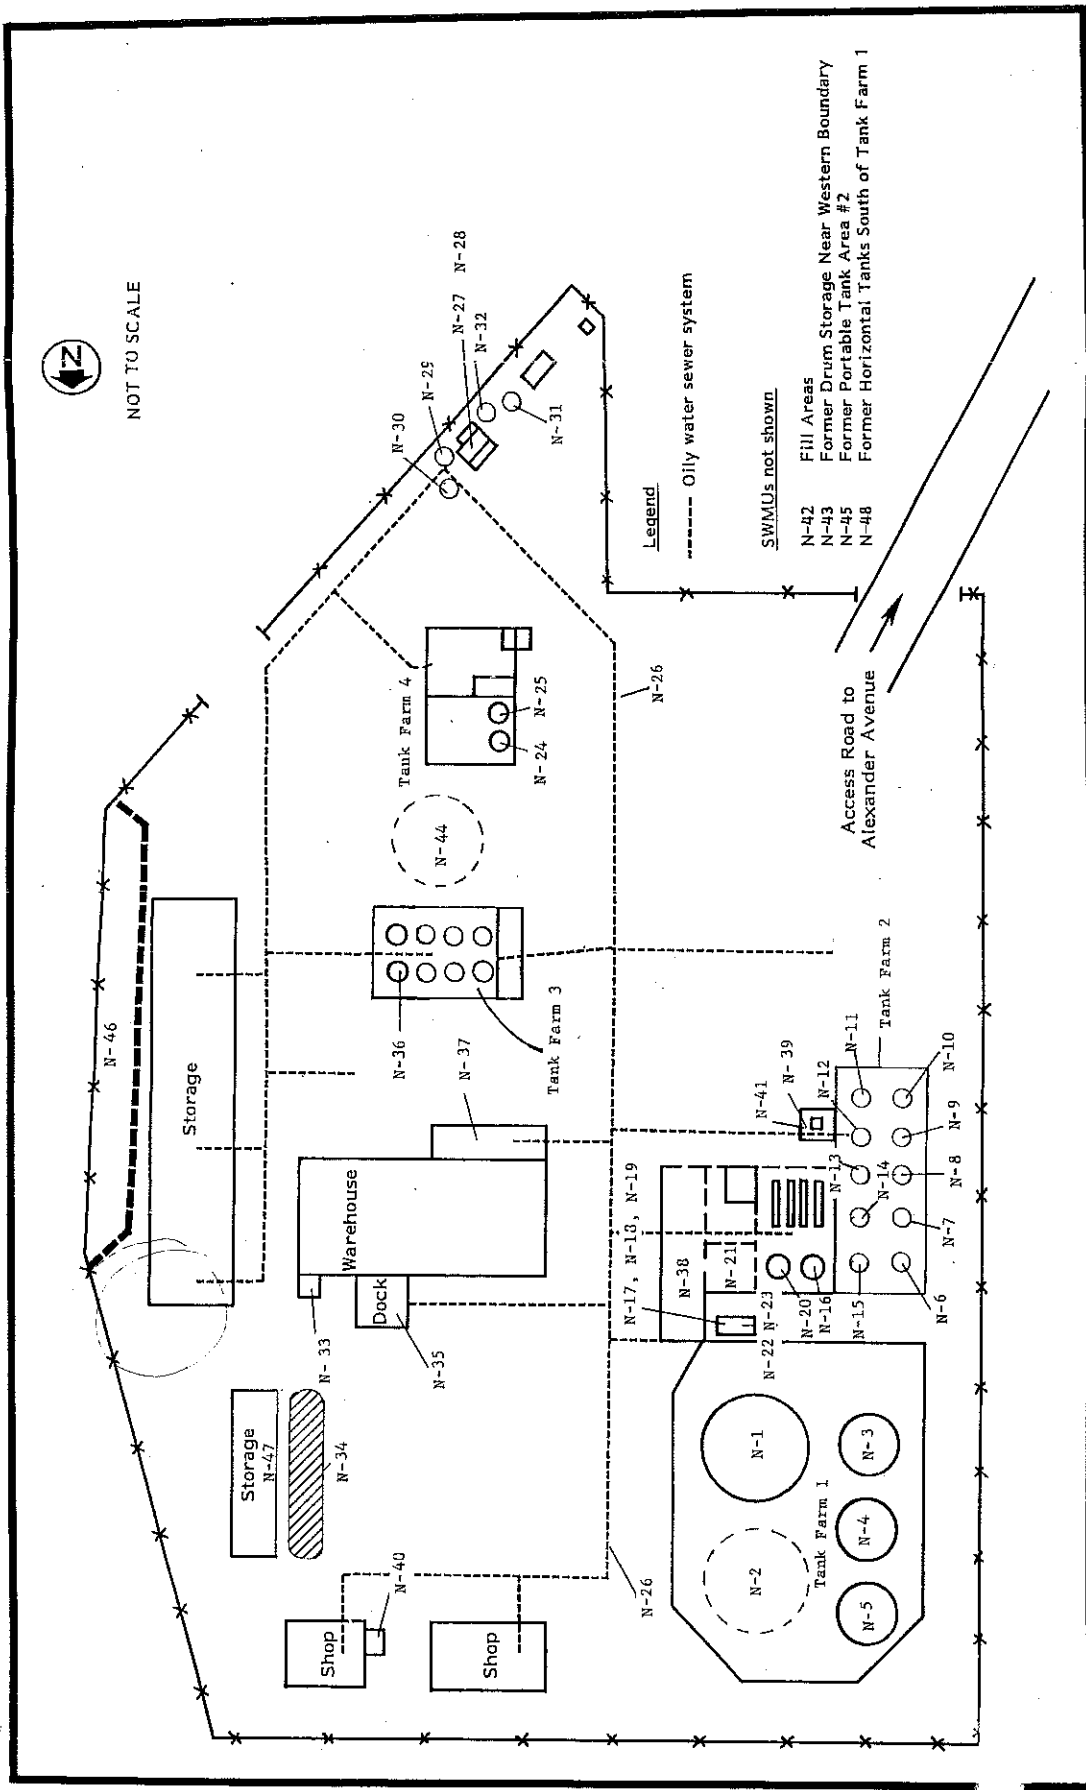 N
NOT TO SCALE
N-46
Storage
N-30
N-29
N-27
N-28
N-32
N-31
Tank Farm 4
N-24
N-25
N-44
N-26
N-36
Tank Farm 3
N-37
Warehouse
Dock
N-33
N-35
Storage
N-47
N-34
Shop
N-40
Shop
N-26
N-17, N-18, N-19
N-38
N-21
N-22
N-23
N-20
N-16
N-41
N-39
N-12
N-11
Tank Farm 2
N-13
N-14
N-15
N-10
N-9
N-8
N-7
N-6
N-1
N-2
Tank Farm 1
N-3
N-4
N-5
Access Road to
Alexander Avenue
Legend
Oily water sewer system
SWMUs not shown
N-42 Fill Areas
N-43 Former Drum Storage Near Western Boundary
N-45 Former Portable Tank Area #2
N-48 Former Horizontal Tanks South of Tank Farm 1